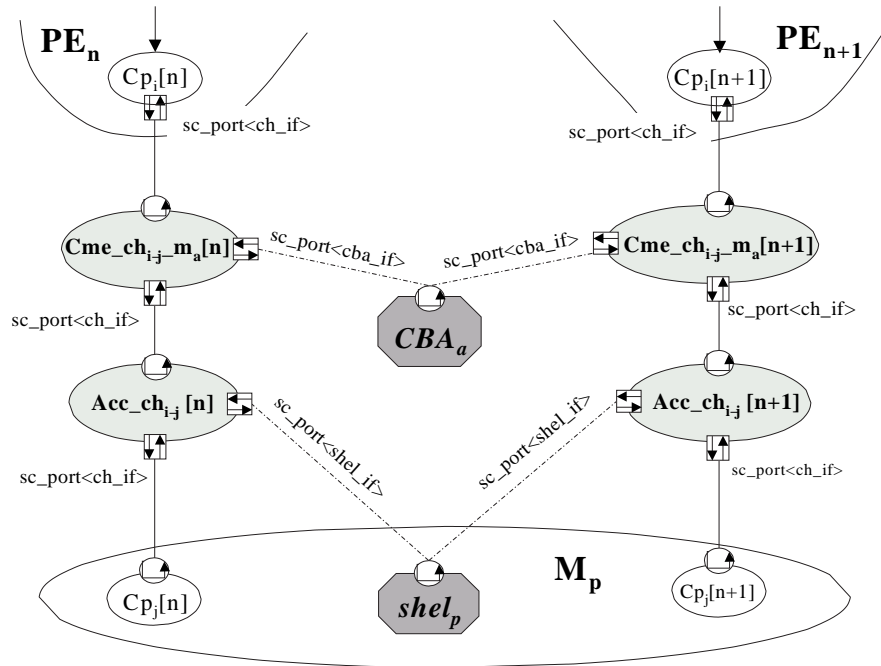 PEₙ
PEₙ₊₁
Cpᵢ[n]
Cpᵢ[n+1]
sc_port<ch_if>
sc_port<ch_if>
Cme_chᵢ₋ⱼ_mₐ[n]
sc_port<cba_if>
sc_port<cba_if>
Cme_chᵢ₋ⱼ_mₐ[n+1]
sc_port<ch_if>
CBAₐ
sc_port<ch_if>
Acc_chᵢ₋ⱼ [n]
sc_port<shel_if>
sc_port<shel_if>
Acc_chᵢ₋ⱼ [n+1]
sc_port<ch_if>
sc_port<ch_if>
Mₚ
Cpⱼ[n]
shelₚ
Cpⱼ[n+1]